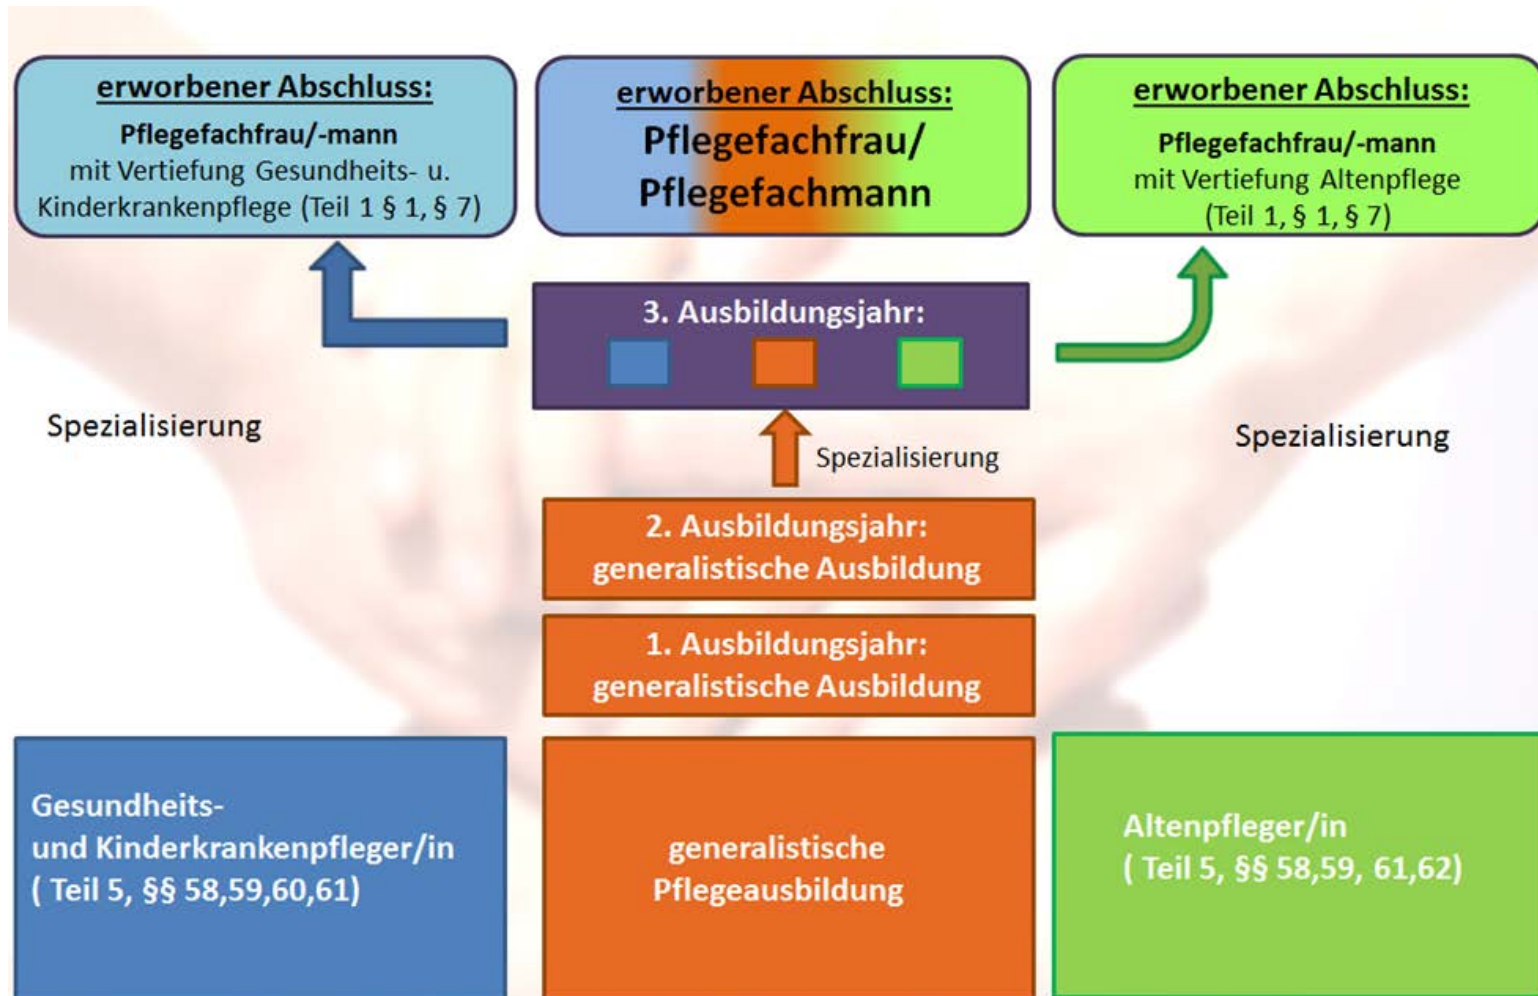 erworbener Abschluss:
Pflegefachfrau/-mann
mit Vertiefung Gesundheits- u.
Kinderkrankenpflege (Teil 1 § 1, § 7)
erworbener Abschluss:
Pflegefachfrau/
Pflegefachmann
erworbener Abschluss:
Pflegefachfrau/-mann
mit Vertiefung Altenpflege
(Teil 1, § 1, § 7)
3. Ausbildungsjahr:
Spezialisierung
Spezialisierung
Spezialisierung
2. Ausbildungsjahr:
generalistische Ausbildung
1. Ausbildungsjahr:
generalistische Ausbildung
Gesundheits-
und Kinderkrankenpfleger/in
( Teil 5, §§ 58,59,60,61)
generalistische
Pflegeausbildung
Altenpfleger/in
( Teil 5, §§ 58,59, 61,62)